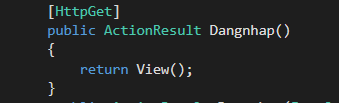 [HttpGet]
public ActionResult Dangnhap()
{
return View();
}